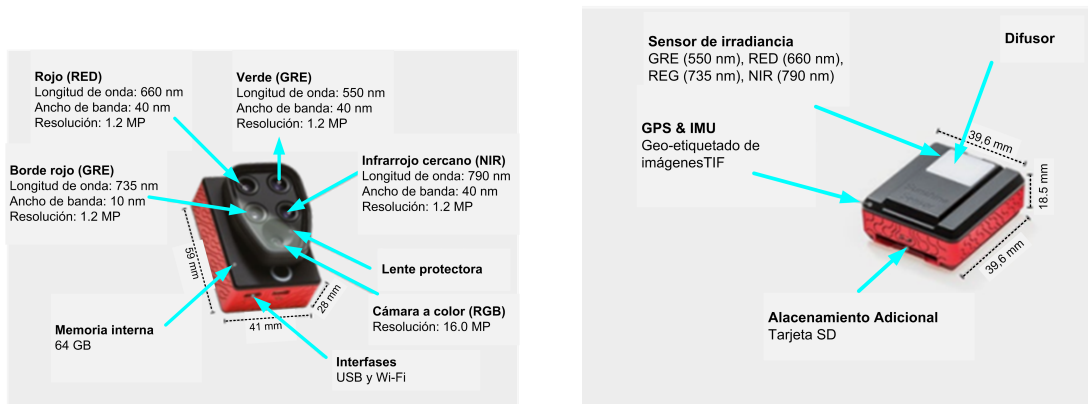 Rojo (RED)
Longitud de onda: 660 nm
Ancho de banda: 40 nm
Resolución: 1.2 MP
Verde (GRE)
Longitud de onda: 550 nm
Ancho de banda: 40 nm
Resolución: 1.2 MP
Borde rojo (GRE)
Longitud de onda: 735 nm
Ancho de banda: 10 nm
Resolución: 1.2 MP
Infrarrojo cercano (NIR)
Longitud de onda: 790 nm
Ancho de banda: 40 nm
Resolución: 1.2 MP
59 mm
28 mm
41 mm
Lente protectora
Cámara a color (RGB)
Resolución: 16.0 MP
Memoria interna
64 GB
Interfases
USB y Wi-Fi
Sensor de irradiancia
GRE (550 nm), RED (660 nm),
REG (735 nm), NIR (790 nm)
Difusor
GPS & IMU
Geo-etiquetado de
imágenesTIF
39,6 mm
18.5 mm
39,6 mm
Alacenamiento Adicional
Tarjeta SD